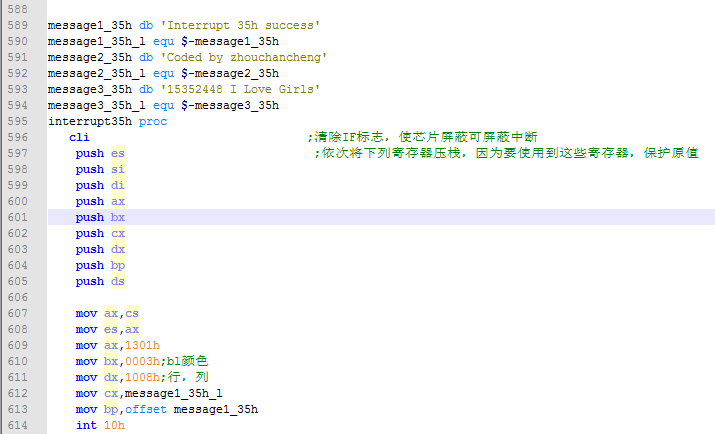 588
589 message1_35h db 'Interrupt 35h success'
590 message1_35h_l equ $-message1_35h
591 message2_35h db 'Coded by zhouchancheng'
592 message2_35h_l equ $-message2_35h
593 message3_35h db '15352448 I Love Girls'
594 message3_35h_l equ $-message3_35h
595 interrupt35h proc
596 cli ;清除IF标志，使芯片屏蔽可屏蔽中断
597 push es ;依次将下列寄存器压栈，因为要使用到这些寄存器，保护原值
598 push si
599 push di
600 push ax
601 push bx
602 push cx
603 push dx
604 push bp
605 push ds
606
607 mov ax,cs
608 mov es,ax
609 mov ax,1301h
610 mov bx,0003h;bl颜色
611 mov dx,1008h;行，列
612 mov cx,message1_35h_l
613 mov bp,offset message1_35h
614 int 10h